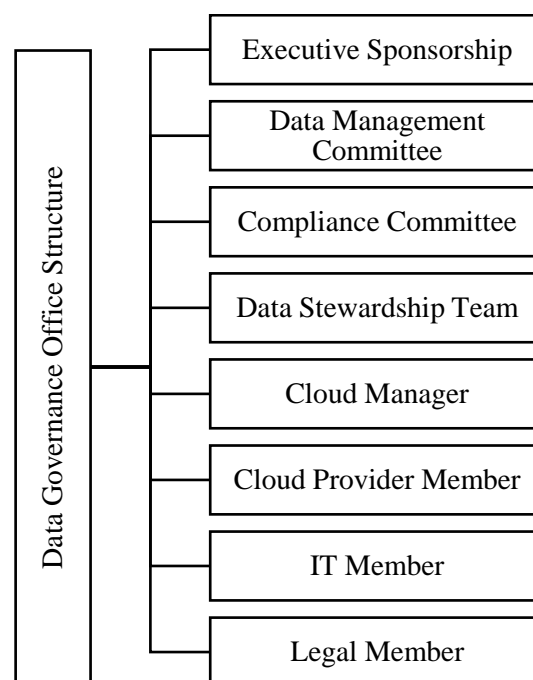 Data Governance Office Structure
Executive Sponsorship
Data Management
Committee
Compliance Committee
Data Stewardship Team
Cloud Manager
Cloud Provider Member
IT Member
Legal Member